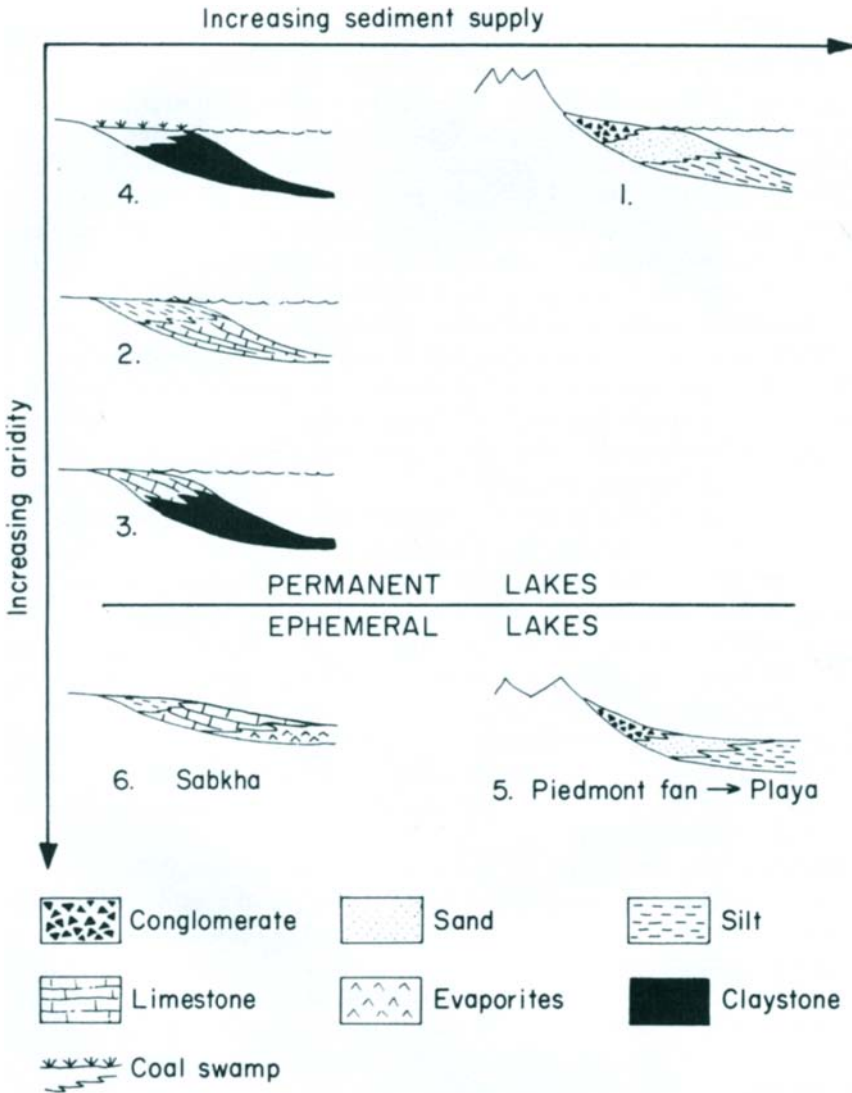 Increasing sediment supply
4.
1.
2.
Increasing aridity
3.
PERMANENT LAKES
EPHEMERAL LAKES
6. Sabkha
5. Piedmont fan → Playa
Conglomerate
Sand
Silt
Limestone
Evaporites
Claystone
Coal swamp